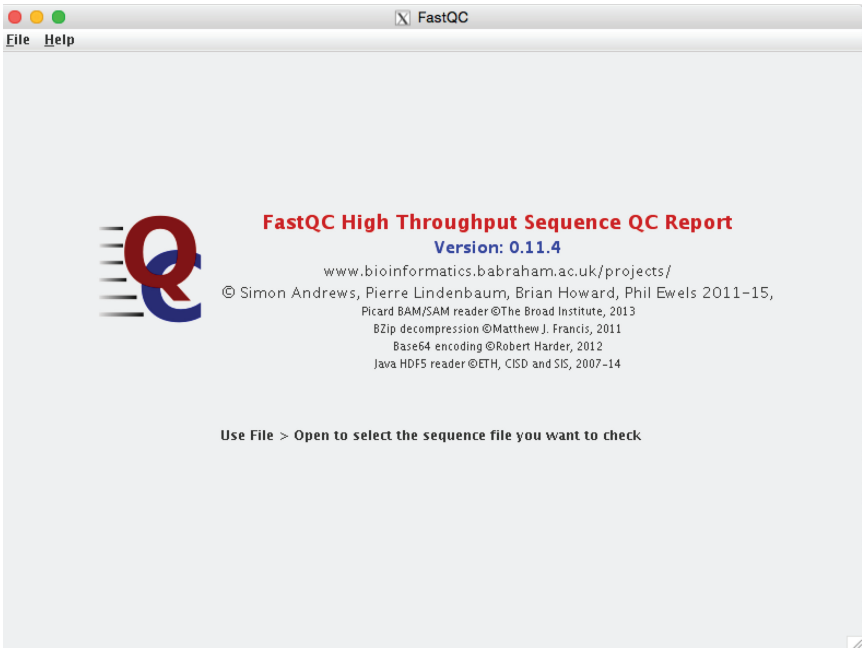 FastQC
File Help
QC
FastQC High Throughput Sequence QC Report
Version: 0.11.4
www.bioinformatics.babraham.ac.uk/projects/
© Simon Andrews, Pierre Lindenbaum, Brian Howard, Phil Ewels 2011-15,
Picard BAM/SAM reader ©The Broad Institute, 2013
BZip decompression ©Matthew J. Francis, 2011
Base64 encoding ©Robert Harder, 2012
Java HDF5 reader ©ETH, CISD and SIS, 2007-14
Use File > Open to select the sequence file you want to check